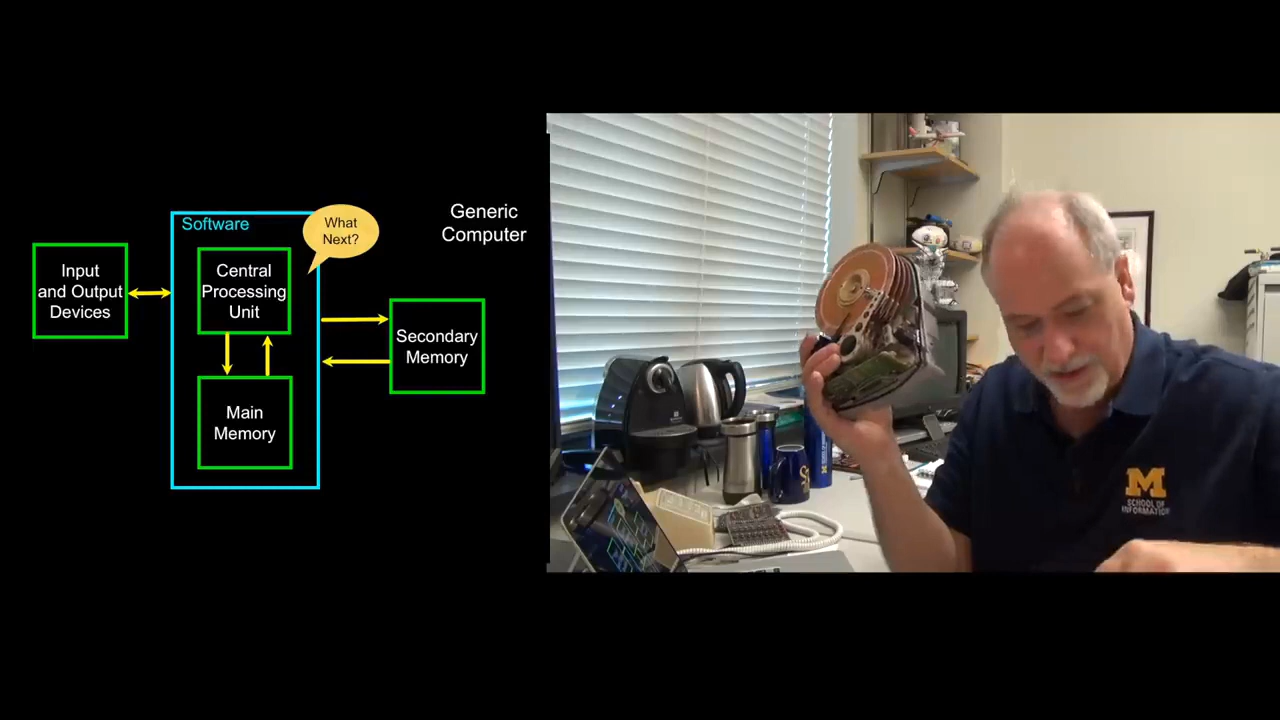 Generic
Computer
Software
What
Next?
Input
and Output
Devices
Central
Processing
Unit
Secondary
Memory
Main
Memory
M
SCHOOL OF
INFORMATION